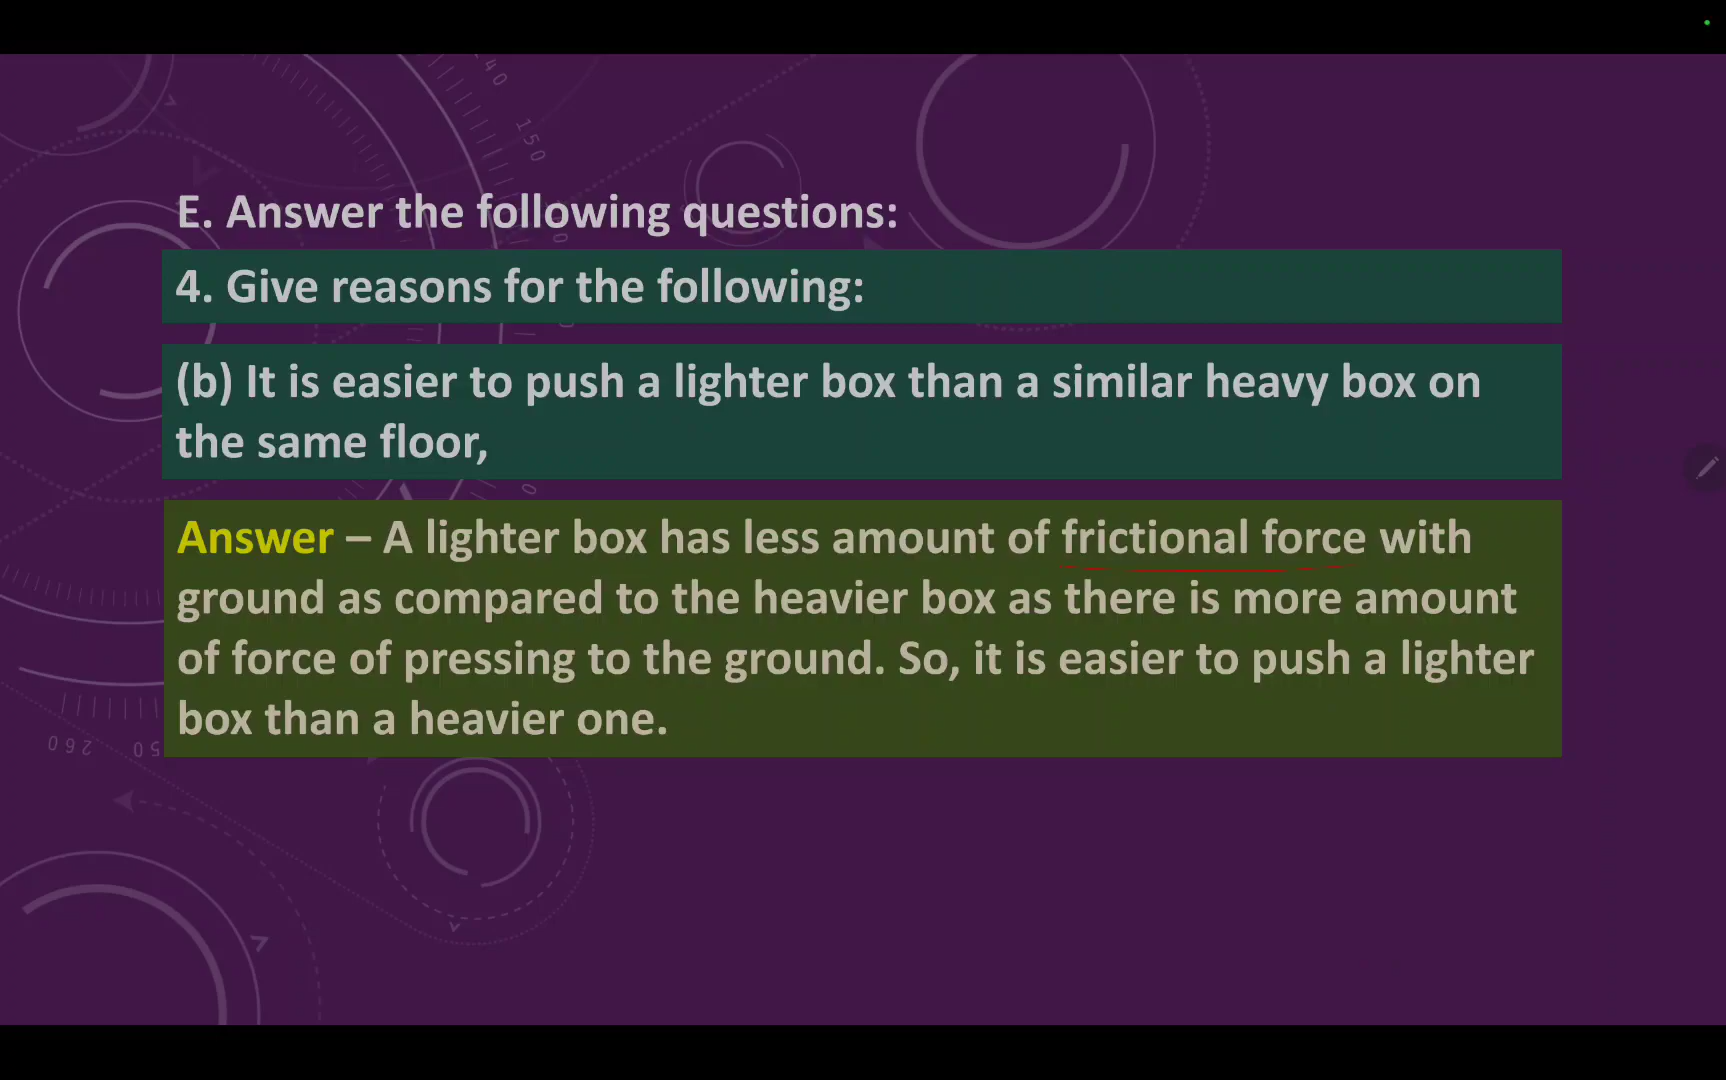 E. Answer the following questions:
4. Give reasons for the following:
(b) It is easier to push a lighter box than a similar heavy box on
the same floor,
Answer – A lighter box has less amount of frictional force with
ground as compared to the heavier box as there is more amount
of force of pressing to the ground. So, it is easier to push a lighter
box than a heavier one.
40
150
260